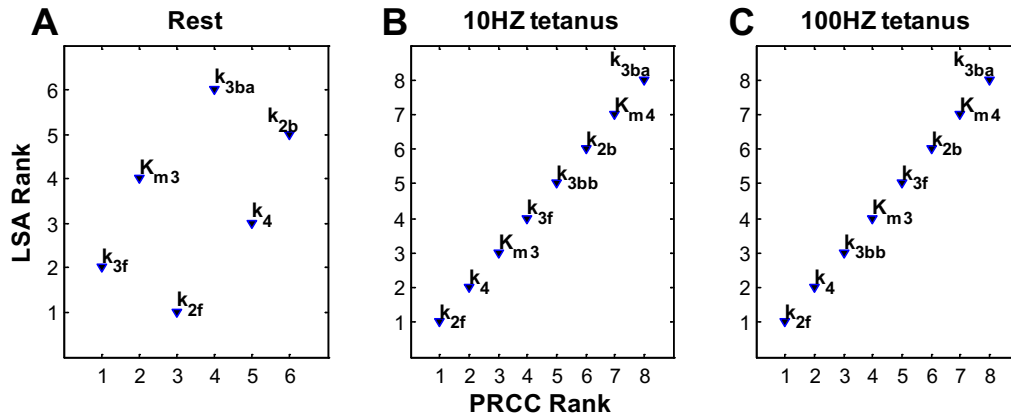 A Rest
B 10HZ tetanus
C 100HZ tetanus
LSA Rank
6
5
4
3
2
1
k3ba
k2b
Km3
k4
k3f
k2f
1 2 3 4 5 6
8
7
6
5
4
3
2
1
k3ba
Km4
k2b
k3bb
k3f
Km3
k4
k2f
1 2 3 4 5 6 7 8
8
7
6
5
4
3
2
1
k3ba
Km4
k2b
k3f
Km3
k3bb
k4
k2f
1 2 3 4 5 6 7 8
PRCC Rank